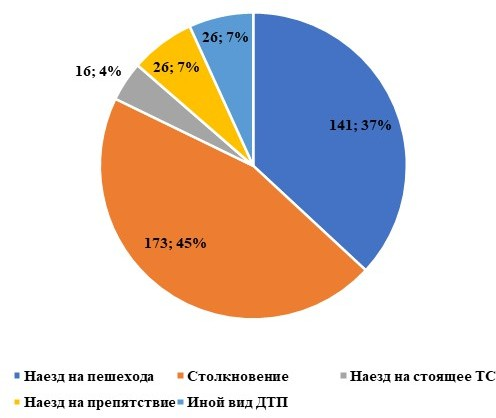 26; 7%
26; 7%
16; 4%
141; 37%
173; 45%
Наезд на пешехода Столкновение Наезд на стоящее ТС
Наезд на препятствие Иной вид ДТП